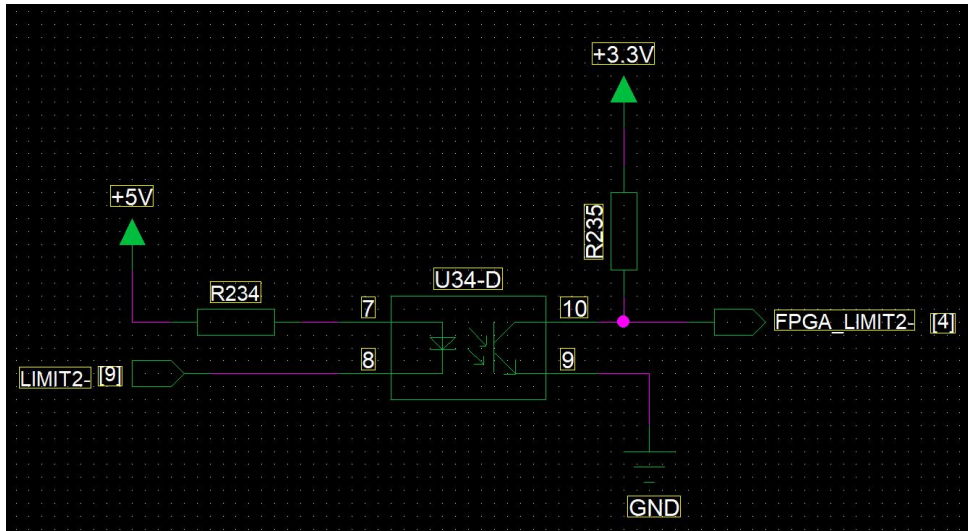 +3.3V
+5V
R235
U34-D
R234
7
10
FPGA_LIMIT2- [4]
8
9
LIMIT2- [9]
GND